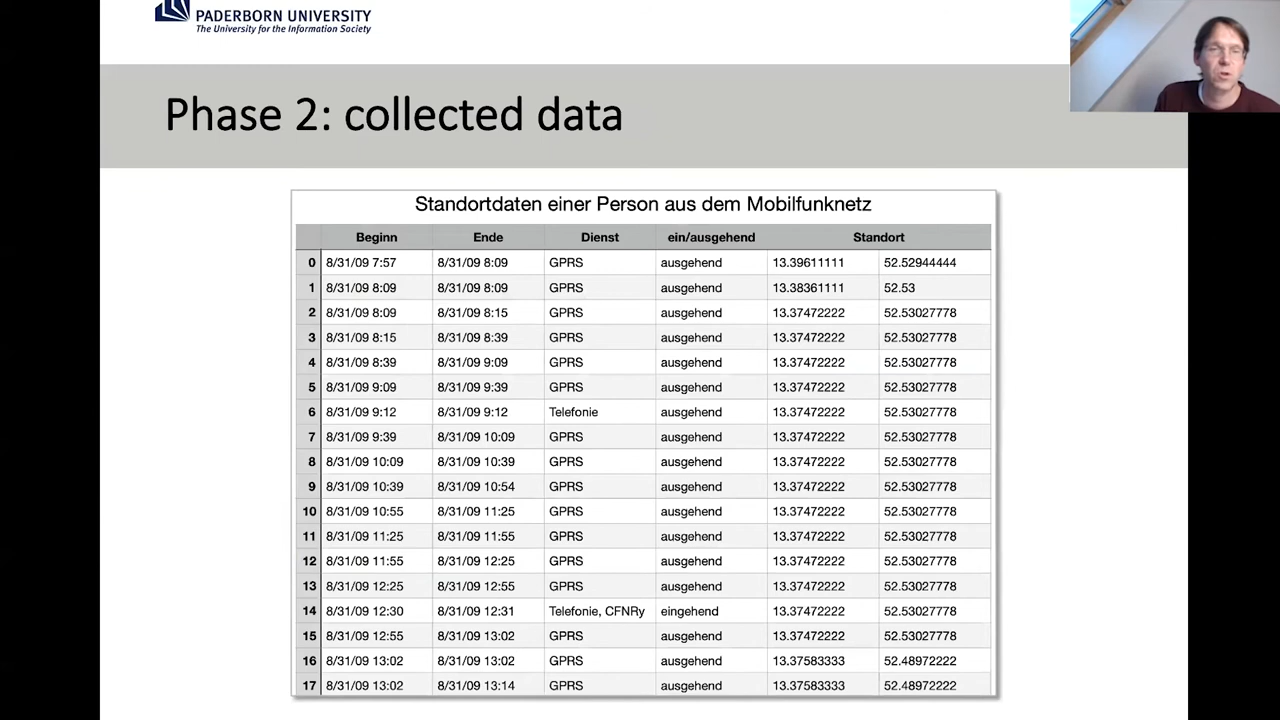 PADERBORN UNIVERSITY
The University for the Information Society
Phase 2: collected data
Standortdaten einer Person aus dem Mobilfunknetz
Beginn Ende Dienst ein/ausgehend Standort
0 8/31/09 7:57 8/31/09 8:09 GPRS ausgehend 13.39611111 52.52944444
1 8/31/09 8:09 8/31/09 8:09 GPRS ausgehend 13.38361111 52.53
2 8/31/09 8:09 8/31/09 8:15 GPRS ausgehend 13.37472222 52.53027778
3 8/31/09 8:15 8/31/09 8:39 GPRS ausgehend 13.37472222 52.53027778
4 8/31/09 8:39 8/31/09 9:09 GPRS ausgehend 13.37472222 52.53027778
5 8/31/09 9:09 8/31/09 9:39 GPRS ausgehend 13.37472222 52.53027778
6 8/31/09 9:12 8/31/09 9:12 Telefonie ausgehend 13.37472222 52.53027778
7 8/31/09 9:39 8/31/09 10:09 GPRS ausgehend 13.37472222 52.53027778
8 8/31/09 10:09 8/31/09 10:39 GPRS ausgehend 13.37472222 52.53027778
9 8/31/09 10:39 8/31/09 10:54 GPRS ausgehend 13.37472222 52.53027778
10 8/31/09 10:55 8/31/09 11:25 GPRS ausgehend 13.37472222 52.53027778
11 8/31/09 11:25 8/31/09 11:55 GPRS ausgehend 13.37472222 52.53027778
12 8/31/09 11:55 8/31/09 12:25 GPRS ausgehend 13.37472222 52.53027778
13 8/31/09 12:25 8/31/09 12:55 GPRS ausgehend 13.37472222 52.53027778
14 8/31/09 12:30 8/31/09 12:31 Telefonie, CFNRy eingehend 13.37472222 52.53027778
15 8/31/09 12:55 8/31/09 13:02 GPRS ausgehend 13.37472222 52.53027778
16 8/31/09 13:02 8/31/09 13:02 GPRS ausgehend 13.37583333 52.48972222
17 8/31/09 13:02 8/31/09 13:14 GPRS ausgehend 13.37583333 52.48972222